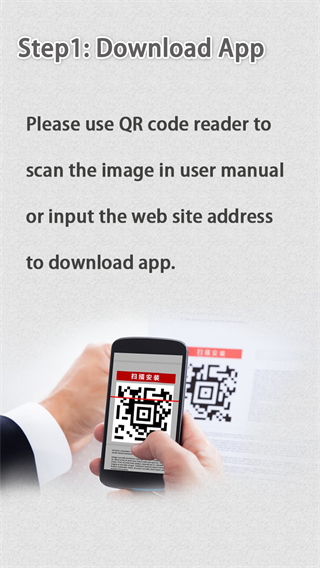 Step1: Download App
Please use QR code reader to
scan the image in user manual
or input the web site address
to download app.
扫描安装
扫描安装